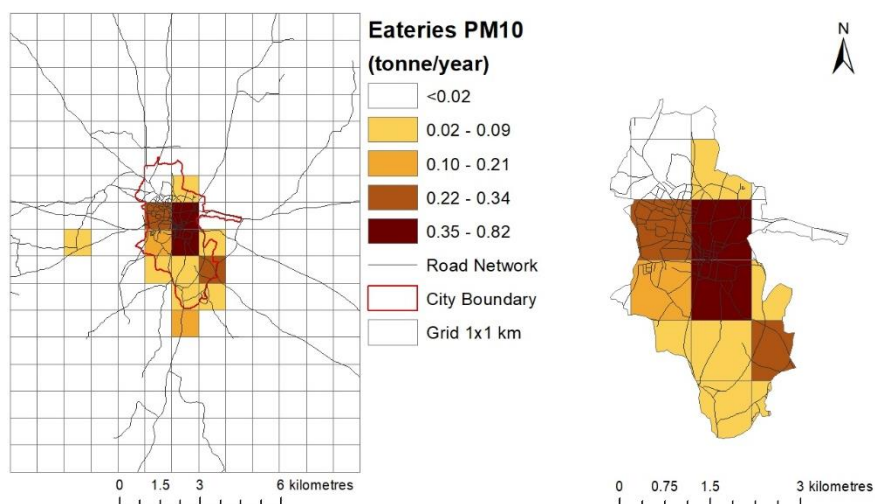 Eateries PM10
(tonne/year)
<0.02
0.02 - 0.09
0.10 - 0.21
0.22 - 0.34
0.35 - 0.82
Road Network
City Boundary
Grid 1x1 km
N
0 1.5 3 6 kilometres
0 0.75 1.5 3 kilometres